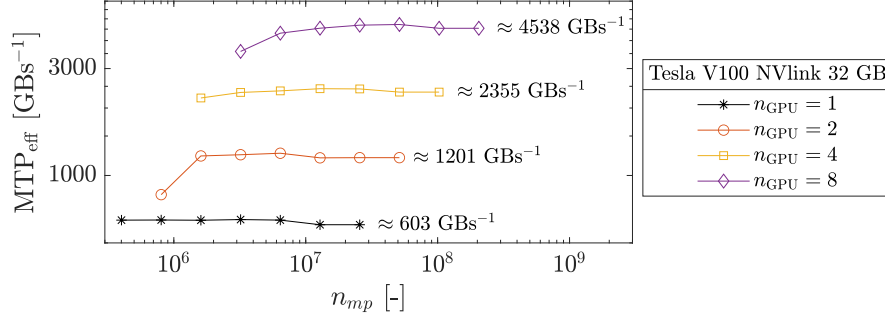 MTP_eff [GBs⁻¹]
3000
1000
≈ 4538 GBs⁻¹
≈ 2355 GBs⁻¹
≈ 1201 GBs⁻¹
≈ 603 GBs⁻¹
10⁶ 10⁷ 10⁸ 10⁹
n_mp [-]
Tesla V100 NVlink 32 GB
n_GPU = 1
n_GPU = 2
n_GPU = 4
n_GPU = 8